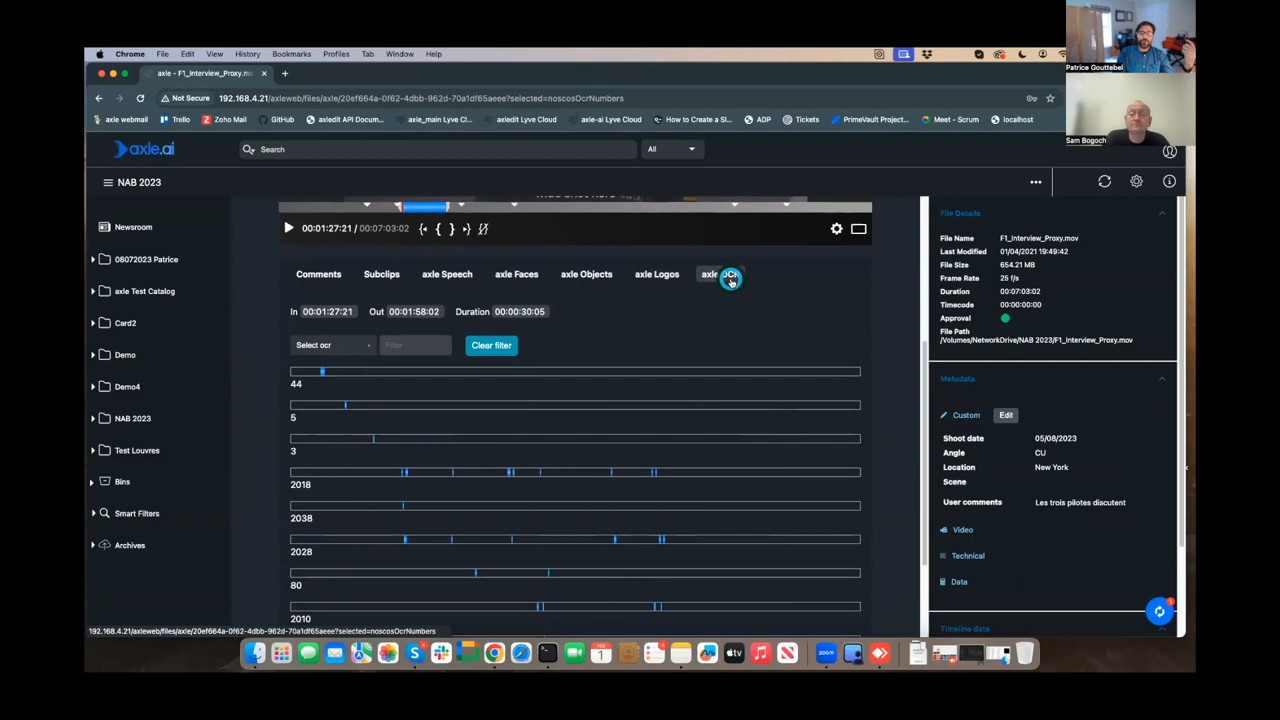 Chrome File Edit View History Bookmarks Profiles Tab Window Help
Patrice Gouttebel
axle - F1_Interview_Proxy.mo
Not Secure 192.168.4.21/axleweb/files/axle/20ef664a-0f62-4dbb-962d-70a1df65aeee?selected=noscosOcrNumbers
axle webmail Trello Zoho Mail GitHub axledit API Docum... axle_main Lyve Cloud axledit Lyve Cloud axle-ai Lyve Cloud How to Create a Sl... ADP Tickets PrimeVault Project... Meet - Scrum localhost
Sam Bogoch
axle.ai Search All
NAB 2023
Newsroom
08072023 Patrice
axle Test Catalog
Card2
Demo
Demo4
NAB 2023
Test Louvres
Bins
Smart Filters
Archives
00:01:27:21 / 00:07:03:02
Comments Subclips axle Speech axle Faces axle Objects axle Logos axle OCR
In 00:01:27:21 Out 00:01:58:02 Duration 00:00:30:05
Select ocr Filter Clear filter
44
5
3
2018
2038
2028
80
2010
File Details
File Name F1_Interview_Proxy.mov
Last Modified 01/04/2021 19:49:42
File Size 654.21 MB
Frame Rate 25 f/s
Duration 00:07:03:02
Timecode 00:00:00:00
Approval
File Path
/Volumes/NetworkDrive/NAB 2023/F1_Interview_Proxy.mov
Metadata
Custom Edit
Shoot date 05/08/2023
Angle CU
Location New York
Scene
User comments Les trois pilotes discutent
Video
Technical
Data
Timeline data
192.168.4.21/axleweb/files/axle/20ef664a-0f62-4dbb-962d-70a1df65aeee?selected=noscosOcrNumbers